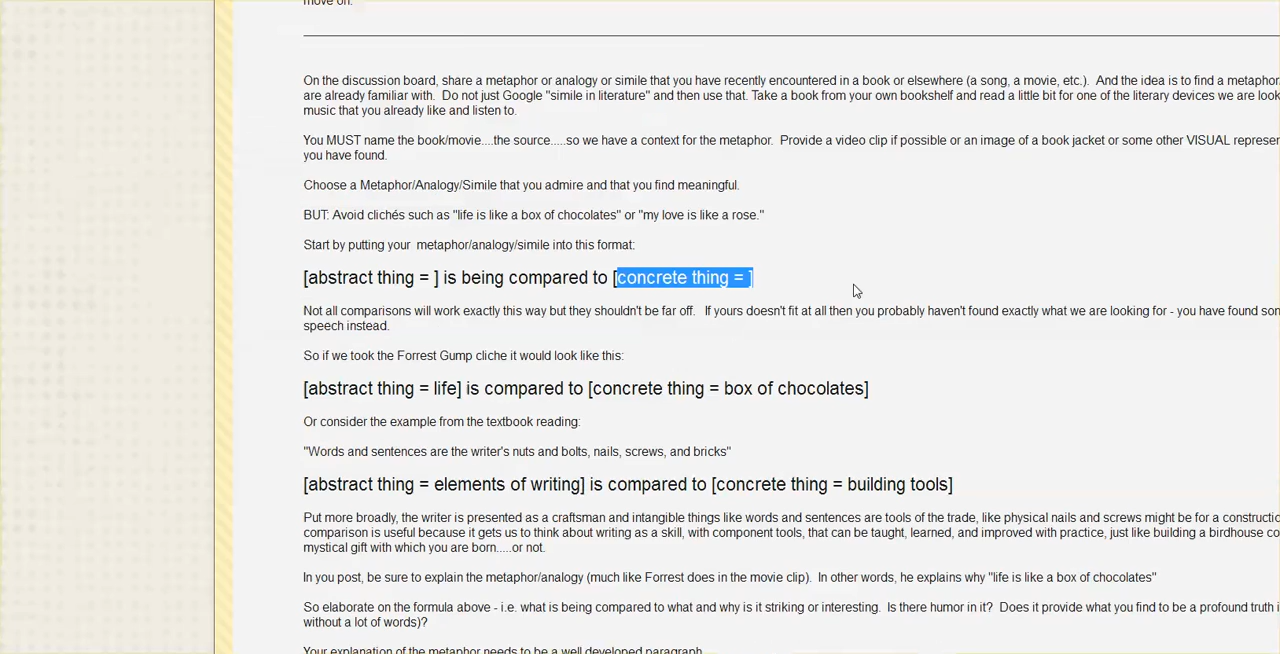 move on.
On the discussion board, share a metaphor or analogy or simile that you have recently encountered in a book or elsewhere (a song, a movie, etc.).  And the idea is to find a metaphor
are already familiar with.  Do not just Google "simile in literature" and then use that. Take a book from your own bookshelf and read a little bit for one of the literary devices we are look
music that you already like and listen to.
You MUST name the book/movie....the source.....so we have a context for the metaphor.  Provide a video clip if possible or an image of a book jacket or some other VISUAL represer
you have found.
Choose a Metaphor/Analogy/Simile that you admire and that you find meaningful.
BUT: Avoid clichés such as "life is like a box of chocolates" or "my love is like a rose."
Start by putting your  metaphor/analogy/simile into this format:
[abstract thing = ] is being compared to [concrete thing = ]
Not all comparisons will work exactly this way but they shouldn't be far off.   If yours doesn't fit at all then you probably haven't found exactly what we are looking for - you have found
speech instead.
So if we took the Forrest Gump cliche it would look like this:
[abstract thing = life] is compared to [concrete thing = box of chocolates]
Or consider the example from the textbook reading:
"Words and sentences are the writer's nuts and bolts, nails, screws, and bricks"
[abstract thing = elements of writing] is compared to [concrete thing = building tools]
Put more broadly, the writer is presented as a craftsman and intangible things like words and sentences are tools of the trade, like physical nails and screws might be for a
comparison is useful because it gets us to think about writing as a skill, with component tools, that can be taught, learned, and improved with practice, just like building a birdhouse
mystical gift with which you are born.....or not.
In you post, be sure to explain the metaphor/analogy (much like Forrest does in the movie clip).  In other words, he explains why "life is like a box of chocolates"
So elaborate on the formula above - i.e. what is being compared to what and why is it striking or interesting.  Is there humor in it?  Does it provide what you find to be a profound truth
without a lot of words)?
Your explanation of the metaphor needs to be a well developed paragraph